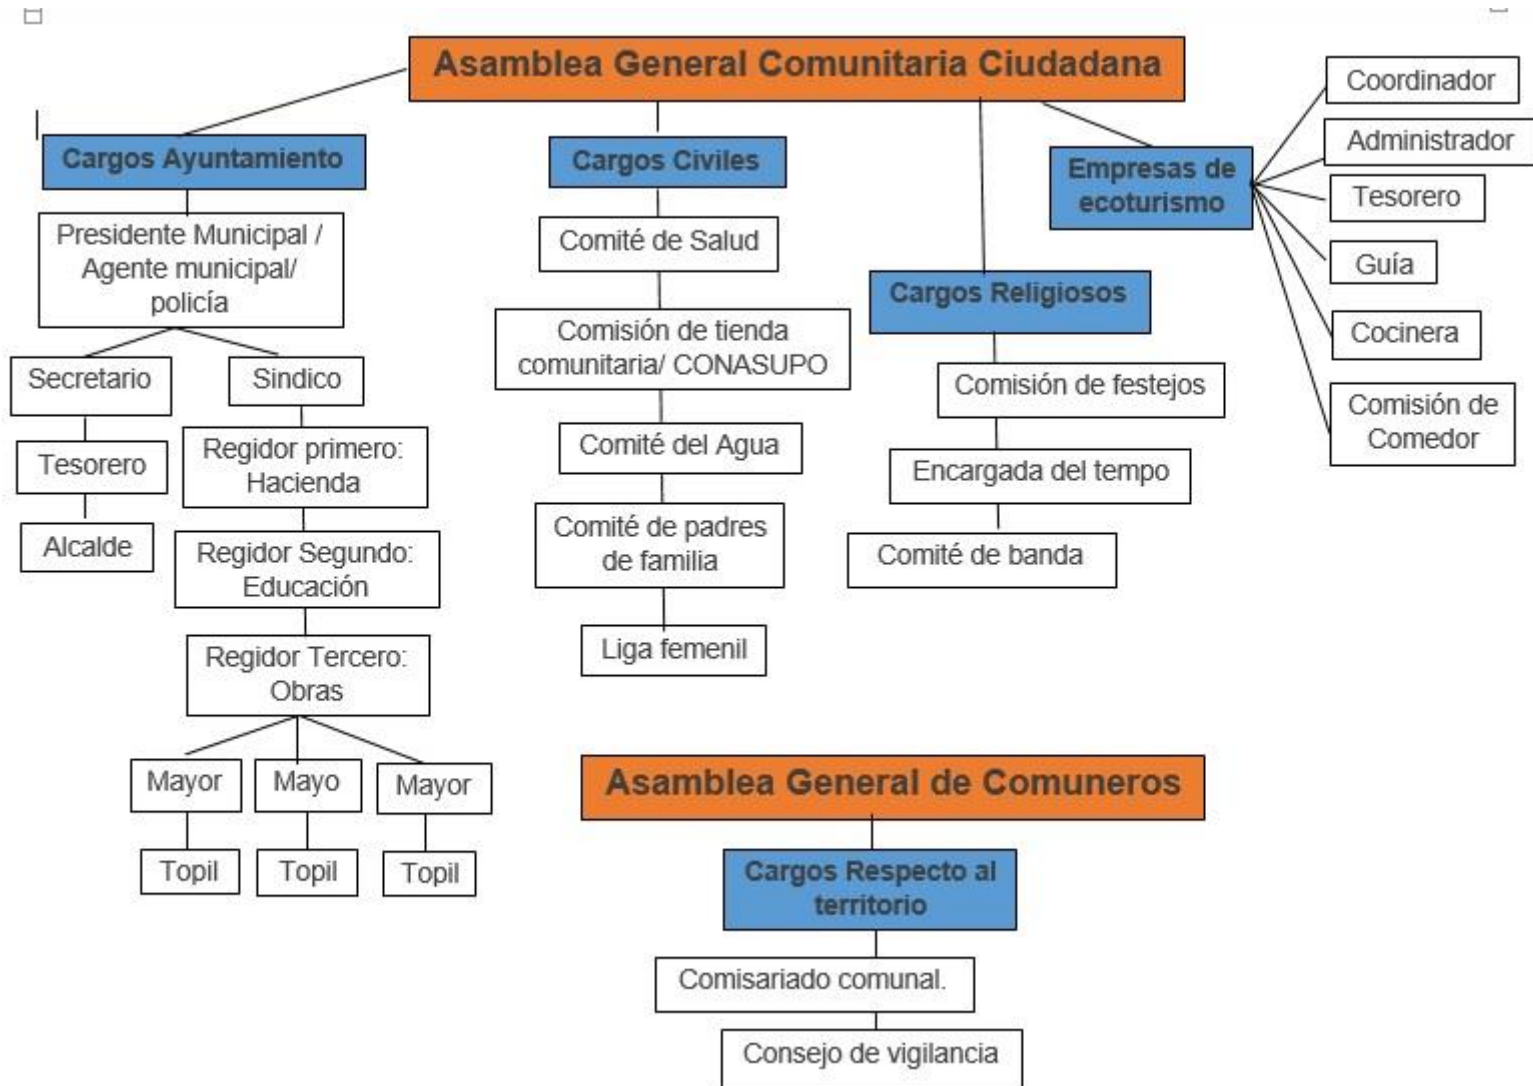 Asamblea General Comunitaria Ciudadana
Cargos Ayuntamiento
Presidente Municipal /
Agente municipal/
policía
Secretario
Tesorero
Alcalde
Sindico
Regidor primero:
Hacienda
Regidor Segundo:
Educación
Regidor Tercero:
Obras
Mayor
Mayo
Mayor
Topil
Topil
Topil
Cargos Civiles
Comité de Salud
Comisión de tienda
comunitaria/ CONASUPO
Comité del Agua
Comité de padres
de familia
Liga femenil
Cargos Religiosos
Comisión de festejos
Encargada del tempo
Comité de banda
Empresas de
ecoturismo
Coordinador
Administrador
Tesorero
Guía
Cocinera
Comisión de
Comedor
Asamblea General de Comuneros
Cargos Respecto al
territorio
Comisariado comunal.
Consejo de vigilancia